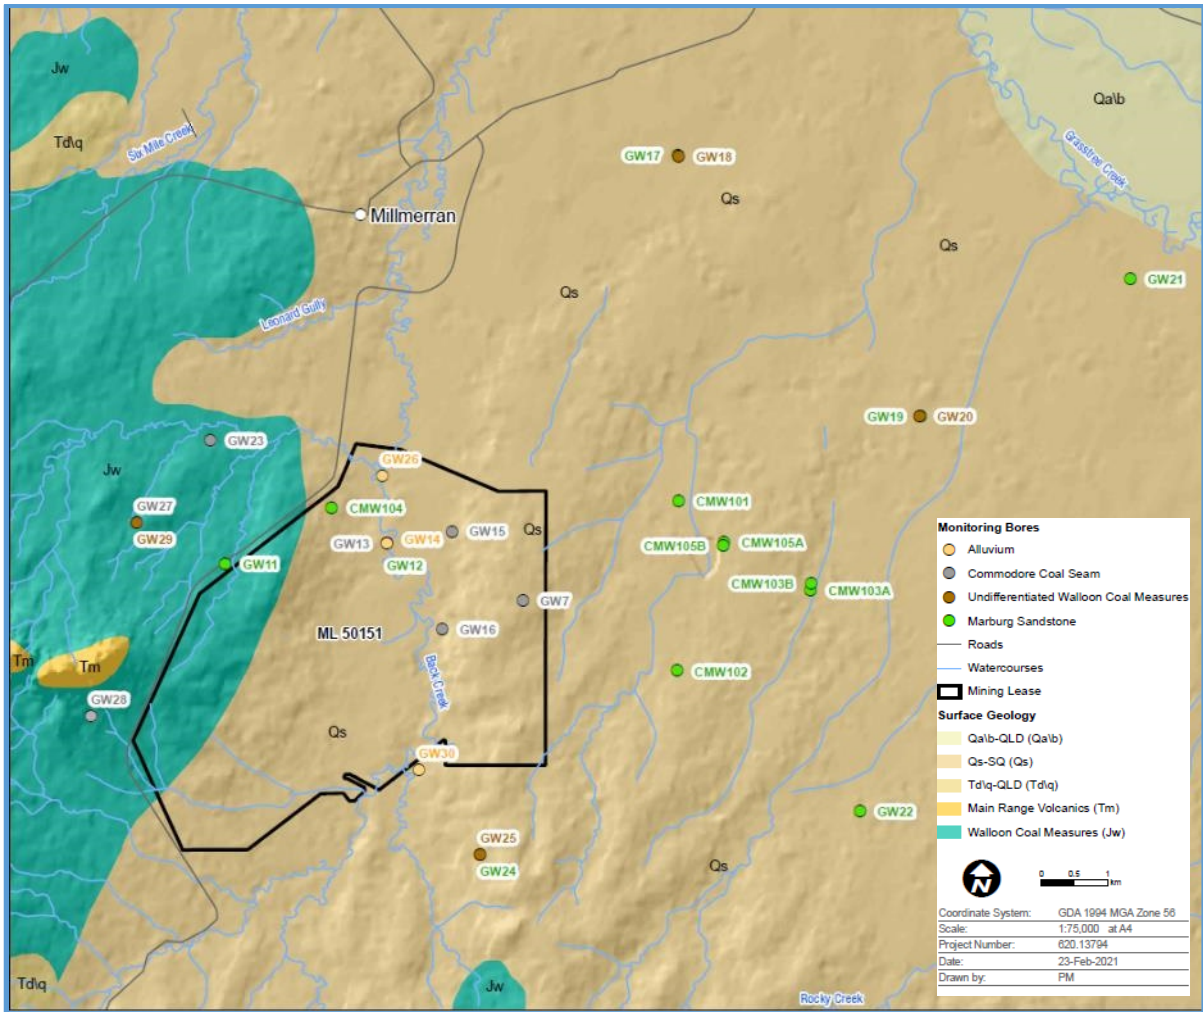 Jw
Qa\b
Td\q
Six Mile Creek
Grasstree Creek
GW17 GW18
Qs
Millmerran
Qs
GW21
Qs
Leonard Gully
GW19 GW20
GW23
Jw
GW26
GW27
CMW104
CMW101
GW15
Qs
GW29
GW13
GW14
CMW105B
CMW105A
GW11
GW12
CMW103B
CMW103A
GW7
ML 50151
GW16
Tm
Tm
Back Creek
CMW102
GW28
Qs
GW30
GW22
GW25
GW24
Qs
Td\q
Jw
Rocky Creek
Monitoring Bores
Alluvium
Commodore Coal Seam
Undifferentiated Walloon Coal Measures
Marburg Sandstone
Roads
Watercourses
Mining Lease
Surface Geology
Qa\b-QLD (Qa\b)
Qs-SQ (Qs)
Td\q-QLD (Td\q)
Main Range Volcanics (Tm)
Walloon Coal Measures (Jw)
N
0 0.5 1
km
Coordinate System: GDA 1994 MGA Zone 56
Scale: 1:75,000 at A4
Project Number: 620.13794
Date: 23-Feb-2021
Drawn by: PM